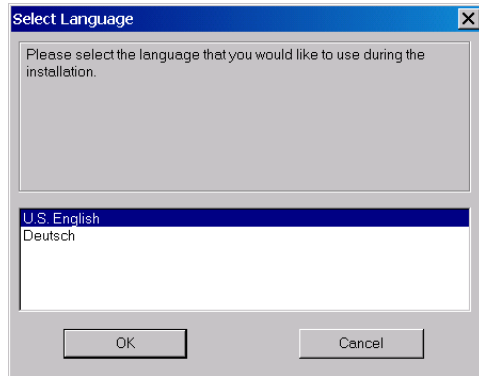 Select Language
Please select the language that you would like to use during the
installation.
U.S. English
Deutsch
OK
Cancel